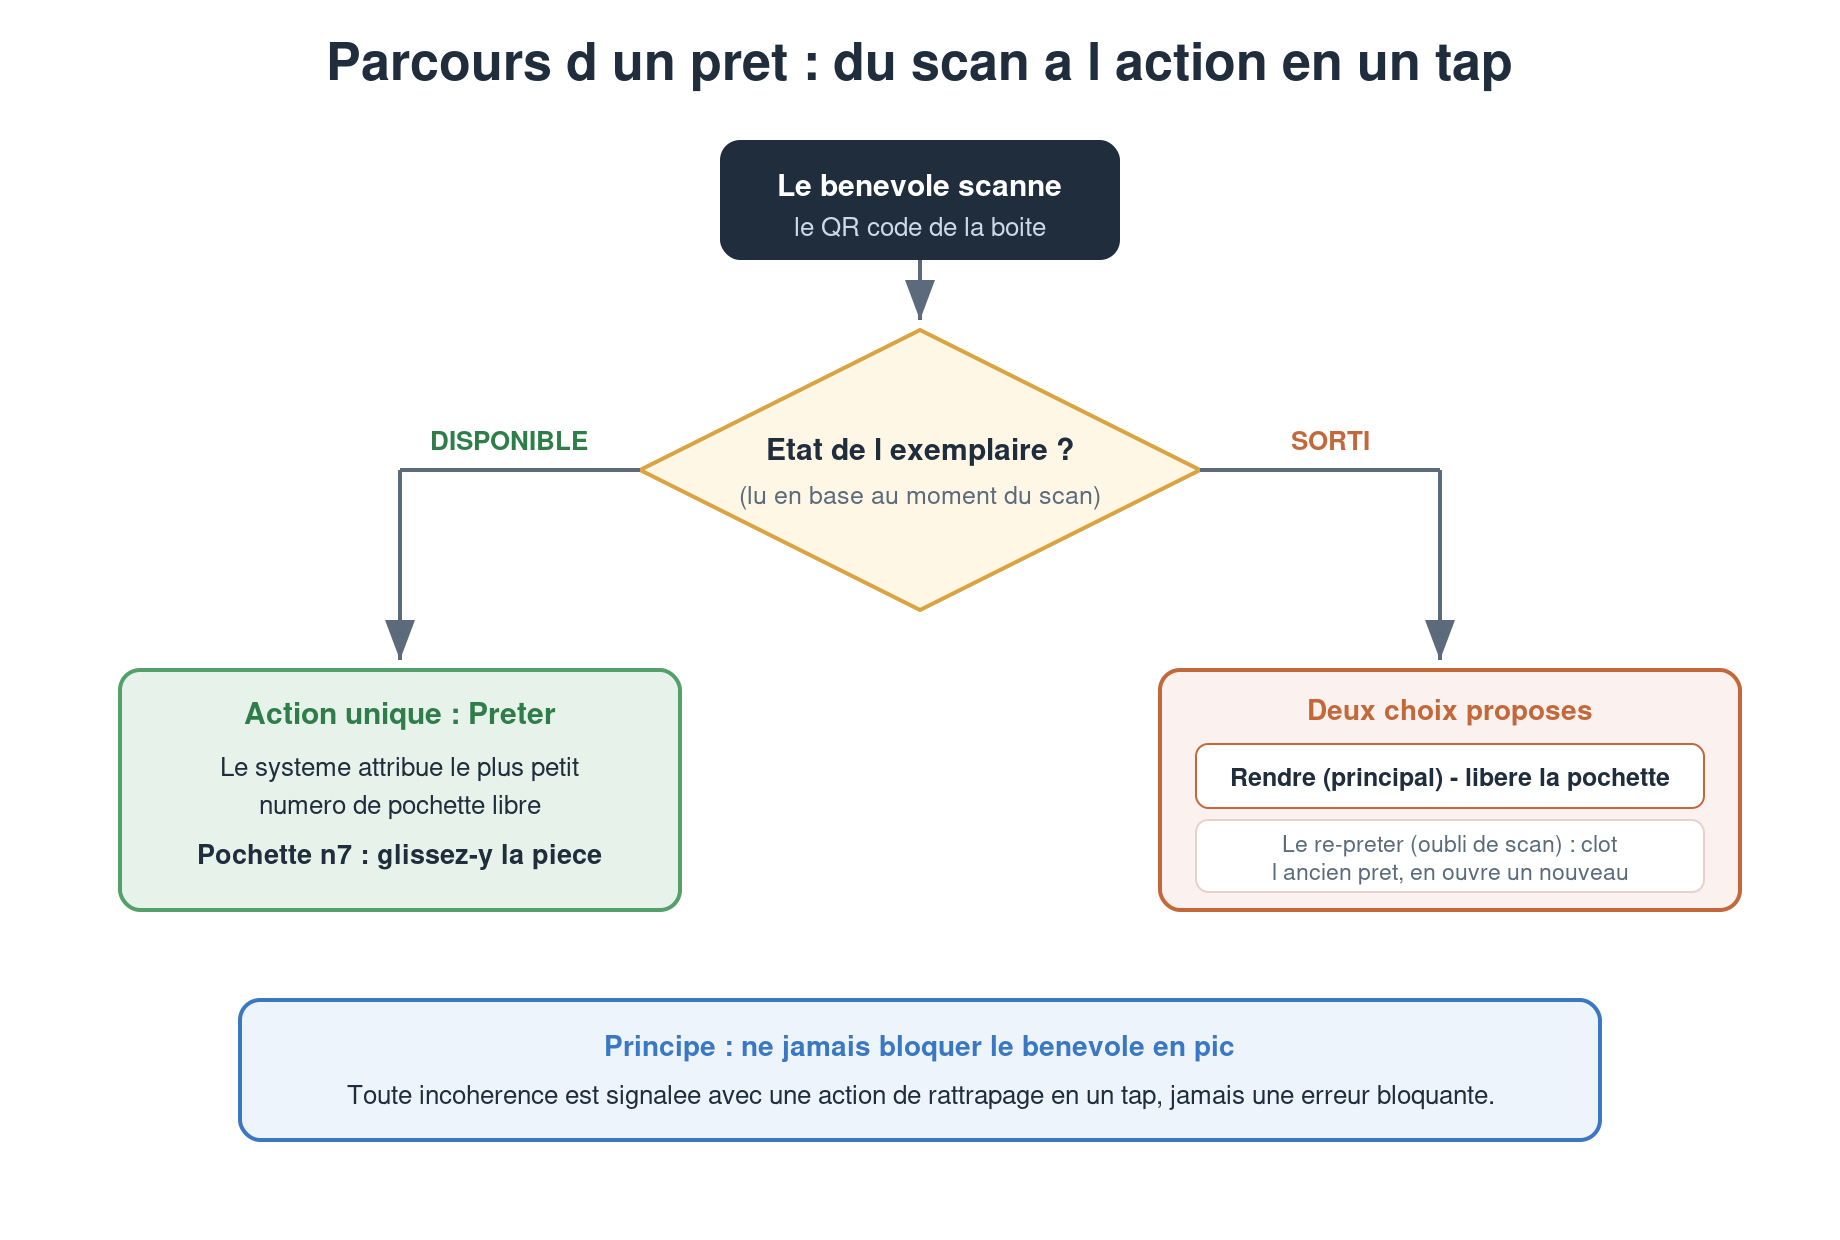 Parcours d un pret : du scan a l action en un tap
Le benevole scanne
le QR code de la boite
DISPONIBLE
Etat de l exemplaire ?
(lu en base au moment du scan)
SORTI
Action unique : Preter
Le systeme attribue le plus petit
numero de pochette libre
Pochette n7 : glissez-y la piece
Deux choix proposes
Rendre (principal) - libere la pochette
Le re-preter (oubli de scan) : clot
l ancien pret, en ouvre un nouveau
Principe : ne jamais bloquer le benevole en pic
Toute incoherence est signalee avec une action de rattrapage en un tap, jamais une erreur bloquante.